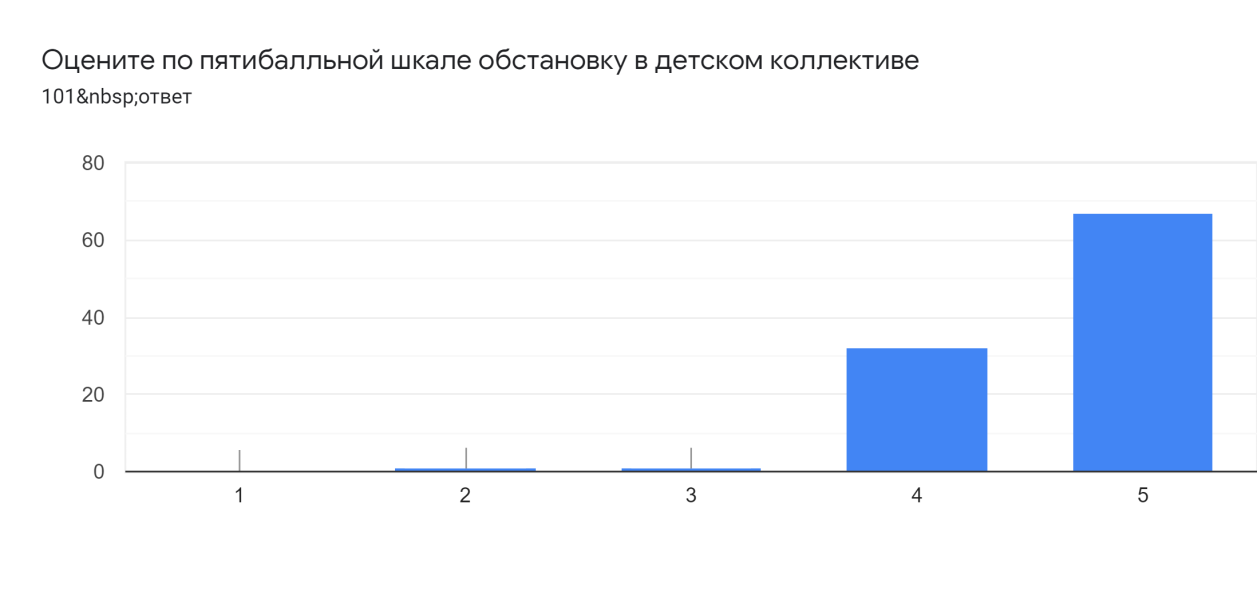 Оцените по пятибалльной шкале обстановку в детском коллективе
101&nbsp;ответ
80
60
40
20
0
1 2 3 4 5